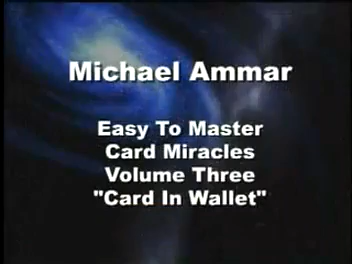 Michael Ammar
Easy To Master
Card Miracles
Volume Three
"Card In Wallet"